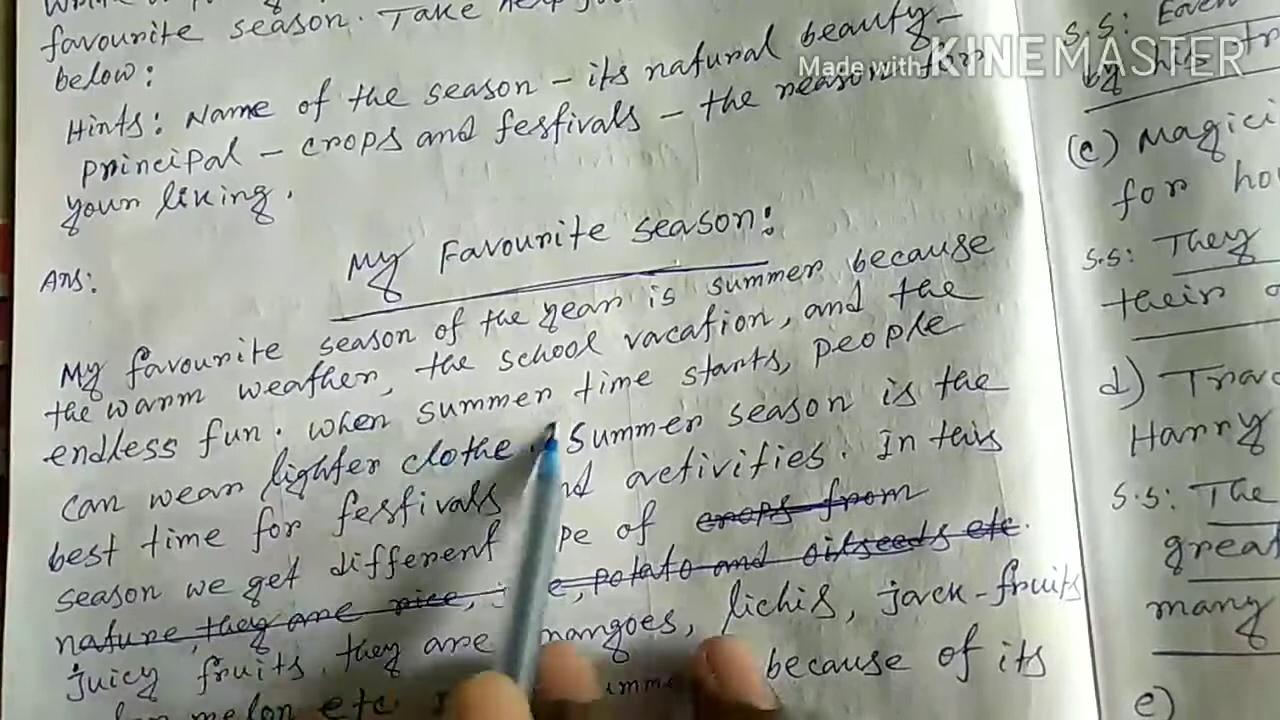 favourite season. Take
below:
Hints: Name of the season - its natural beauty -
principal - crops and festivals - the reason for
your liking.
Ans: My Favourite season:
My favourite season of the year is summer because
the warm weather, the school vacation, and the
endless fun. when summer time starts, people
can wear lighter clothe. Summer season is the
best time for festivals and activities. In this
season we get different pe of crops from
nature, they are rice, potato and oilseeds etc.
juicy fruits. they are mangoes, lichis, jack-fruits
melon etc. because of its
Made with KINEMASTER
S.S:
by his
(c) Magici
for ho
S.S: They
their
d) Trav
Harry
S.S: The
great
many
e)